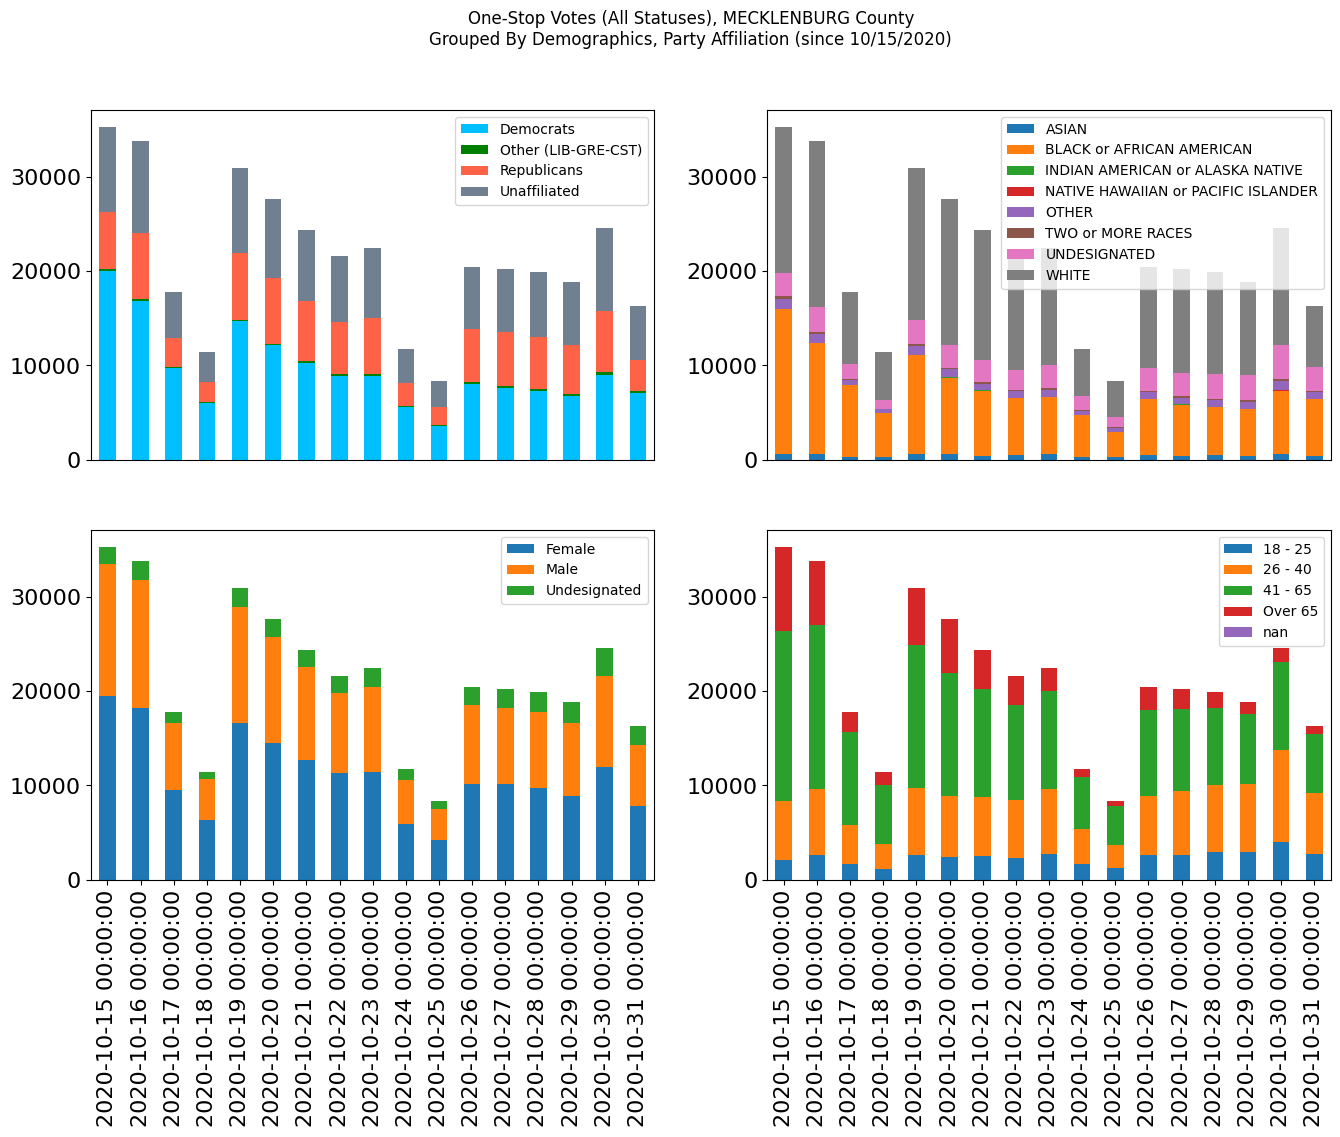 One-Stop Votes (All Statuses), MECKLENBURG County
Grouped By Demographics, Party Affiliation (since 10/15/2020)
30000
20000
10000
0
Democrats
Other (LIB-GRE-CST)
Republicans
Unaffiliated
30000
20000
10000
0
ASIAN
BLACK or AFRICAN AMERICAN
INDIAN AMERICAN or ALASKA NATIVE
NATIVE HAWAIIAN or PACIFIC ISLANDER
OTHER
TWO or MORE RACES
UNDESIGNATED
WHITE
30000
20000
10000
0
Female
Male
Undesignated
2020-10-15 00:00:00
2020-10-16 00:00:00
2020-10-17 00:00:00
2020-10-18 00:00:00
2020-10-19 00:00:00
2020-10-20 00:00:00
2020-10-21 00:00:00
2020-10-22 00:00:00
2020-10-23 00:00:00
2020-10-24 00:00:00
2020-10-25 00:00:00
2020-10-26 00:00:00
2020-10-27 00:00:00
2020-10-28 00:00:00
2020-10-29 00:00:00
2020-10-30 00:00:00
2020-10-31 00:00:00
30000
20000
10000
0
18 - 25
26 - 40
41 - 65
Over 65
nan
2020-10-15 00:00:00
2020-10-16 00:00:00
2020-10-17 00:00:00
2020-10-18 00:00:00
2020-10-19 00:00:00
2020-10-20 00:00:00
2020-10-21 00:00:00
2020-10-22 00:00:00
2020-10-23 00:00:00
2020-10-24 00:00:00
2020-10-25 00:00:00
2020-10-26 00:00:00
2020-10-27 00:00:00
2020-10-28 00:00:00
2020-10-29 00:00:00
2020-10-30 00:00:00
2020-10-31 00:00:00